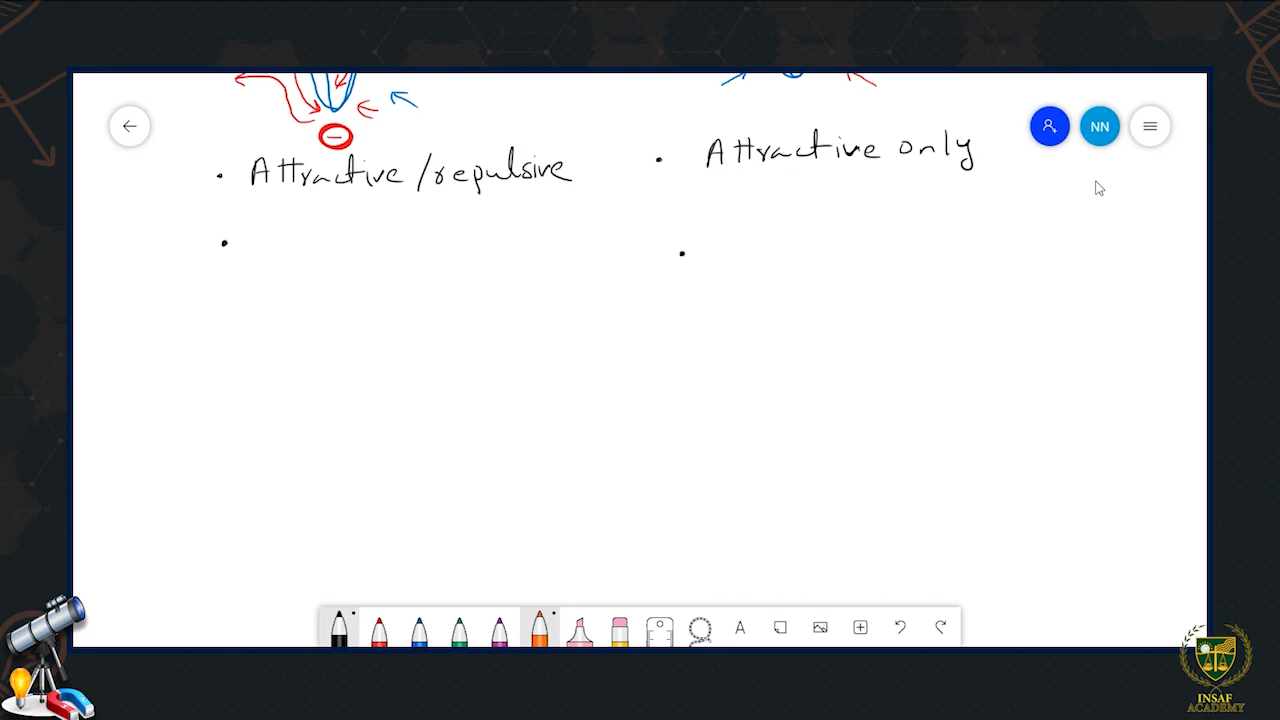 NN
−
• Attractive / repulsive
• Attractive only
•
•
A
INSAF
ACADEMY